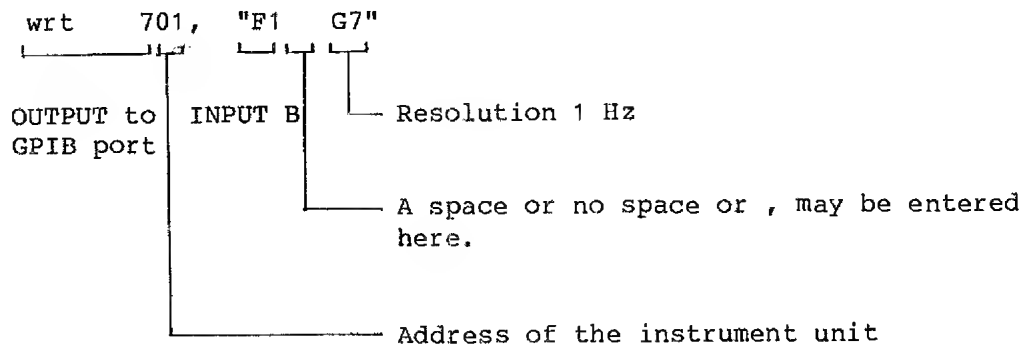 wrt 701, "F1 G7"
OUTPUT to INPUT B Resolution 1 Hz
GPIB port
A space or no space or , may be entered
here.
Address of the instrument unit